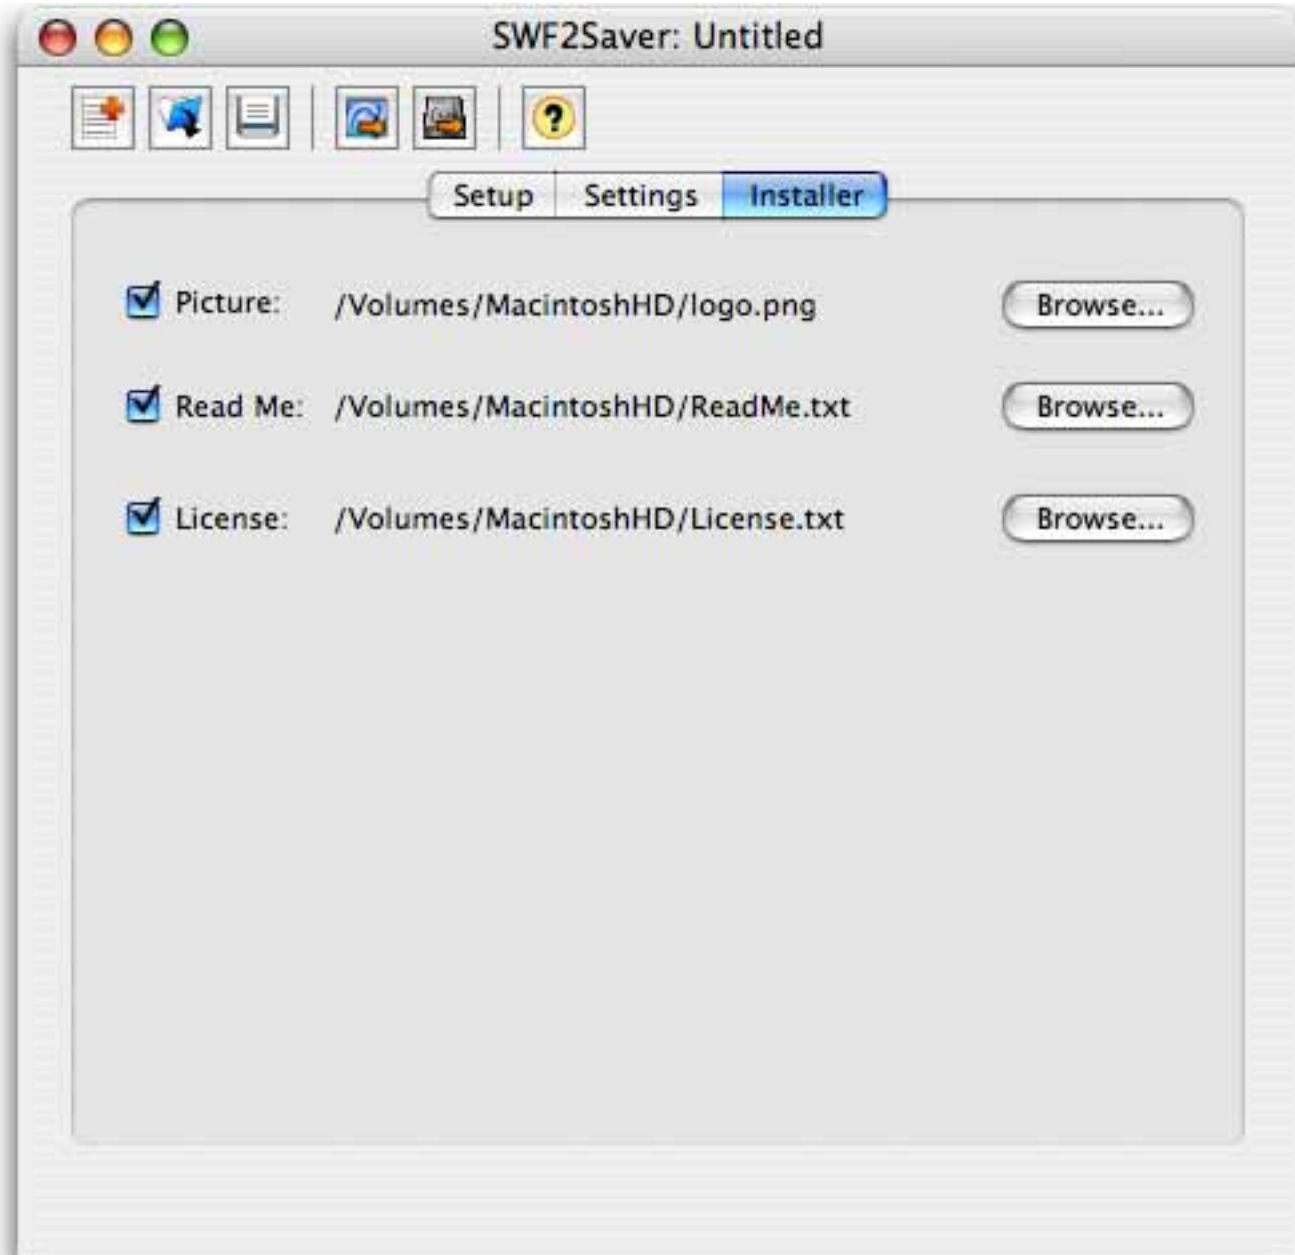 SWF2Saver: Untitled
?
Setup Settings Installer
Picture: /Volumes/MacintoshHD/logo.png Browse...
Read Me: /Volumes/MacintoshHD/ReadMe.txt Browse...
License: /Volumes/MacintoshHD/License.txt Browse...